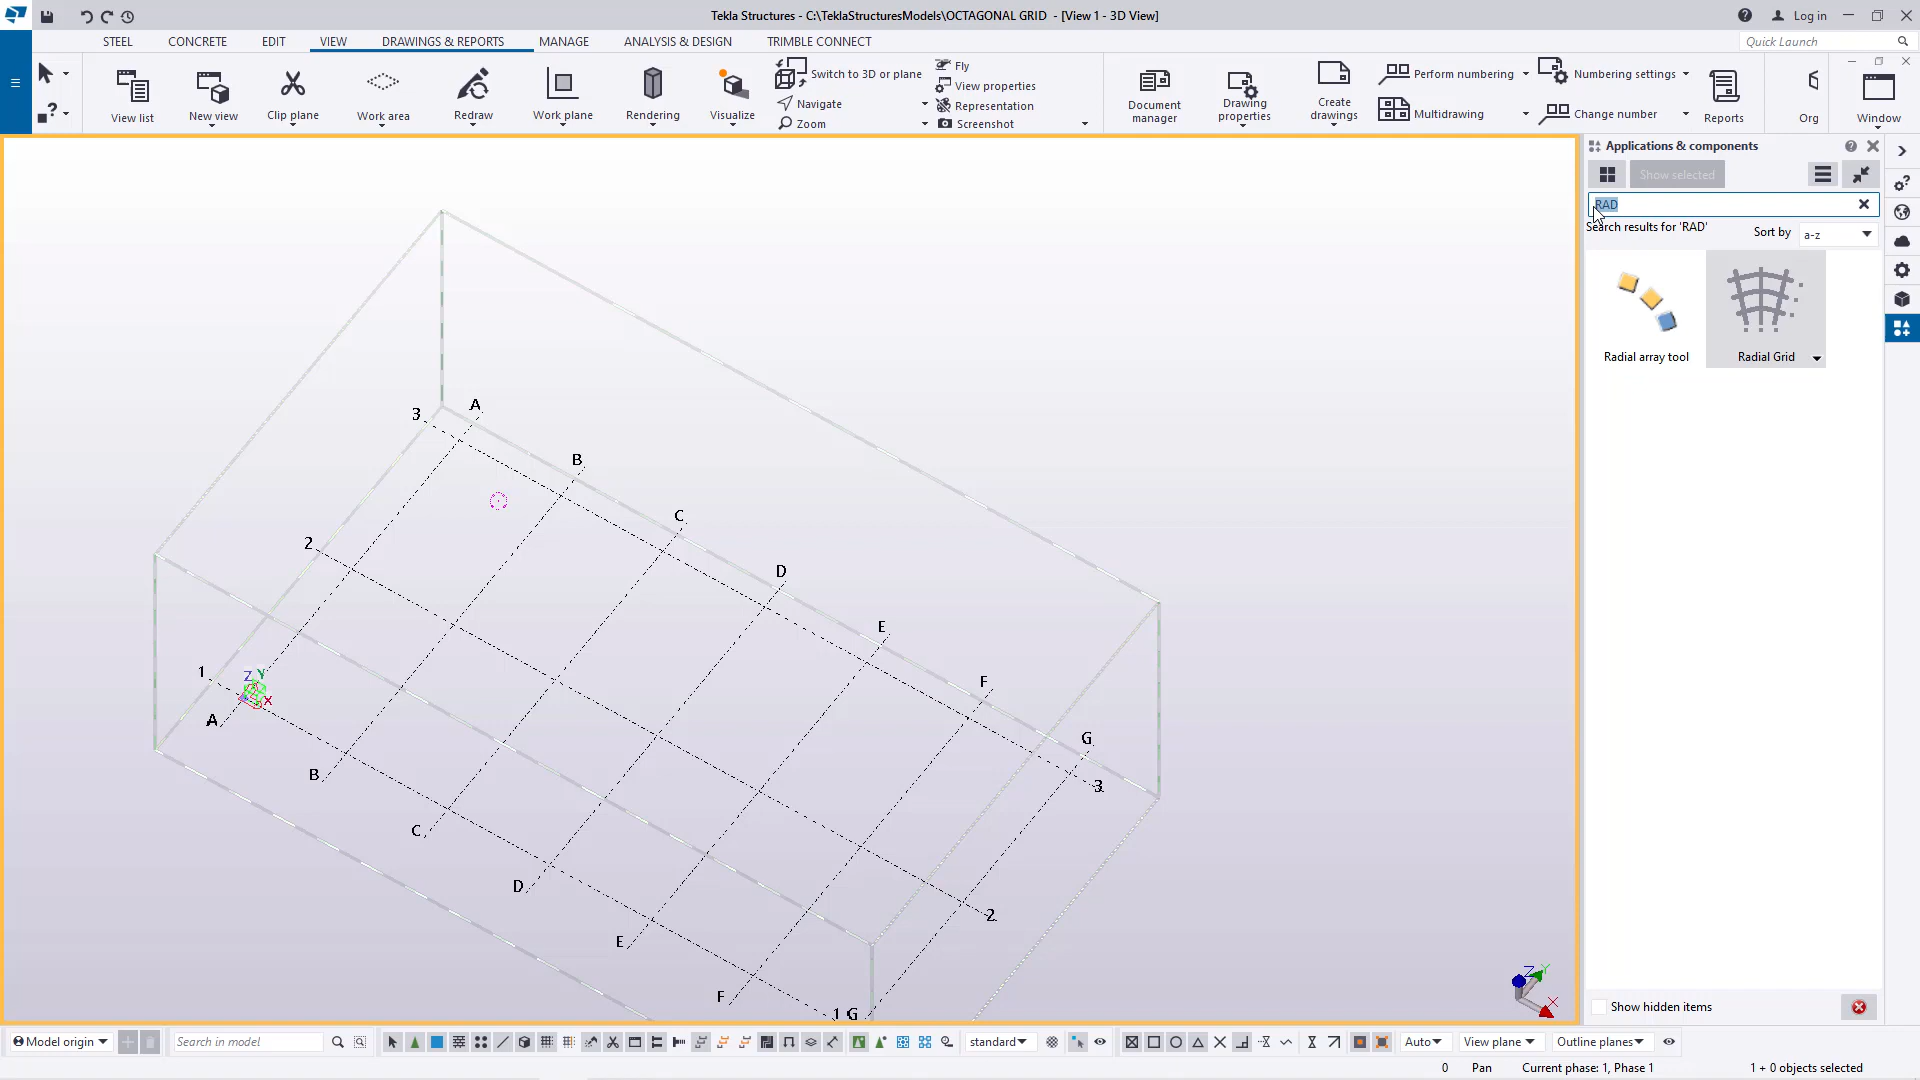 Tekla Structures - C:\TeklaStructuresModels\OCTAGONAL GRID - [View 1 - 3D View]
Log in
STEEL CONCRETE EDIT VIEW DRAWINGS & REPORTS MANAGE ANALYSIS & DESIGN TRIMBLE CONNECT
Quick Launch
View list
New view
Clip plane
Work area
Redraw
Work plane
Rendering
Visualize
Switch to 3D or plane
Navigate
Zoom
Fly
View properties
Representation
Screenshot
Document manager
Drawing properties
Create drawings
Perform numbering
Multidrawing
Numbering settings
Change number
Reports
Org
Window
Applications & components
Show selected
RAD
Search results for 'RAD'
Sort by
a-z
Radial array tool
Radial Grid
3 A
B
C
2
D
E
1
Z Y
X
F
A
G
B
3
C
D
2
E
F
1 G
Z Y
X
Show hidden items
Model origin
Search in model
standard
Auto
View plane
Outline planes
0
Pan
Current phase: 1, Phase 1
1 + 0 objects selected